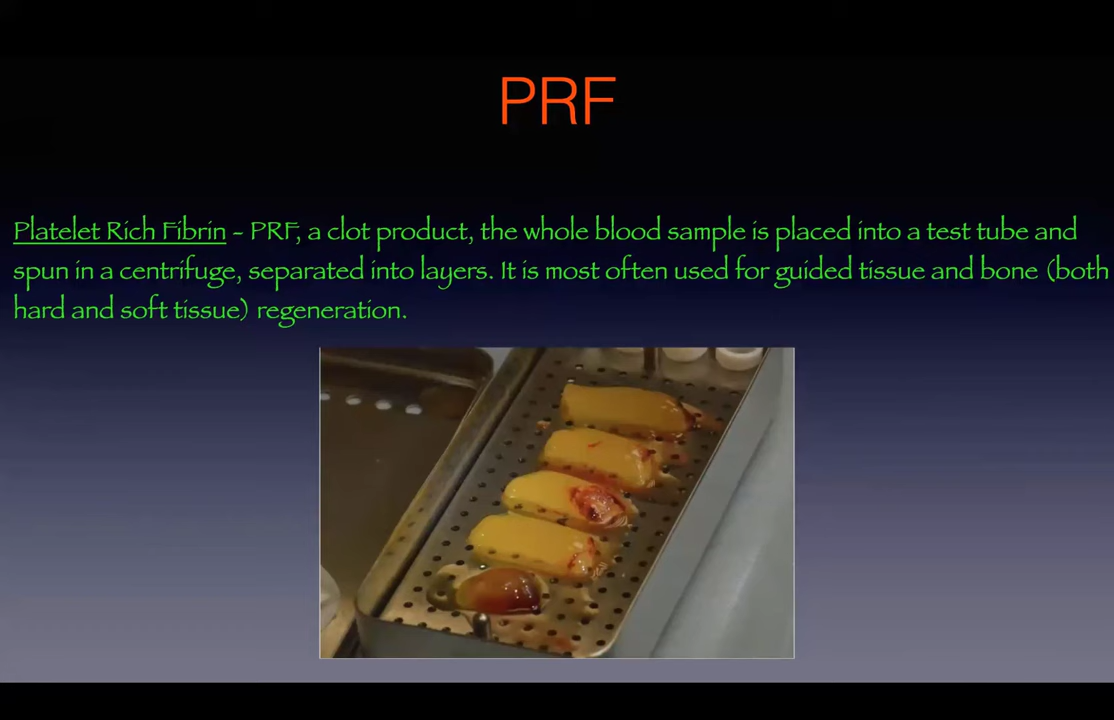 PRF
Platelet Rich Fibrin - PRF, a clot product, the whole blood sample is placed into a test tube and
spun in a centrifuge, separated into layers. It is most often used for guided tissue and bone (both
hard and soft tissue) regeneration.